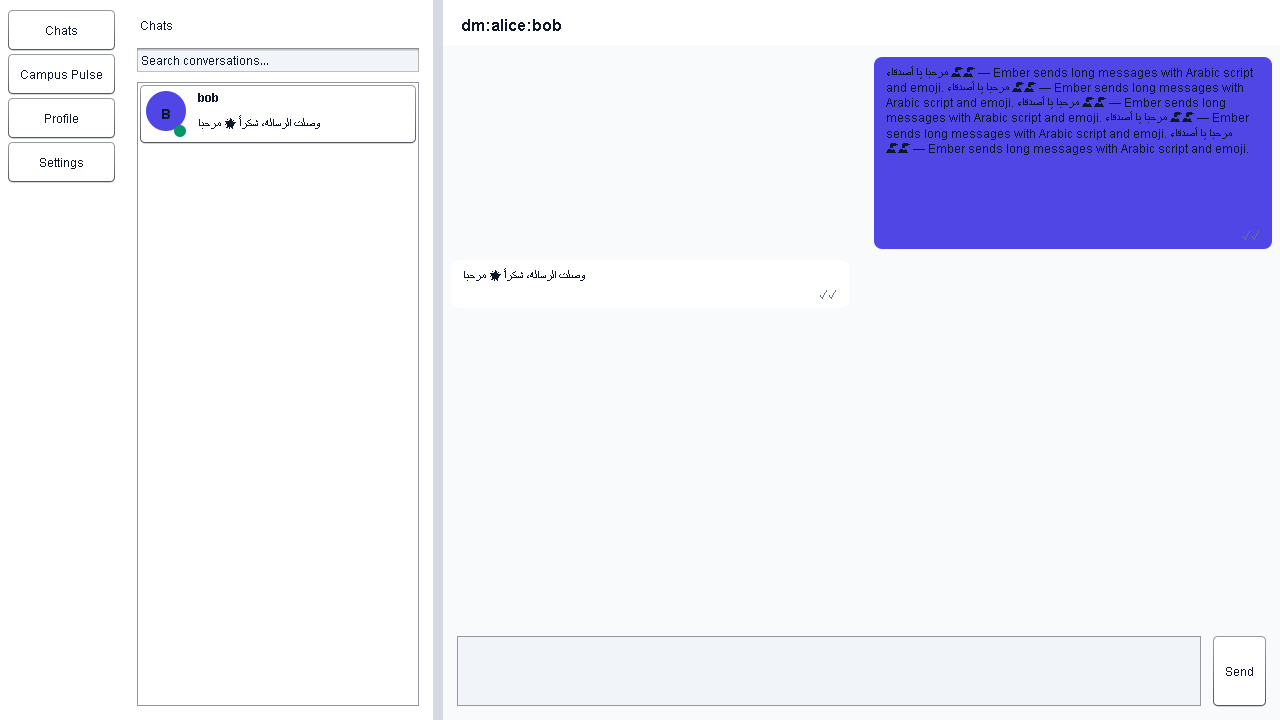 Chats
Campus Pulse
Profile
Settings
Chats
Search conversations...
B
bob
وصلت الرسالة، شكراً 🌟 مرحبا
dm:alice:bob
مرحبا يا أصدقاء — Ember sends long messages with Arabic script
and emoji. مرحبا يا أصدقاء — Ember sends long messages with
Arabic script and emoji. مرحبا يا أصدقاء — Ember sends long
messages with Arabic script and emoji. مرحبا يا أصدقاء — Ember
sends long messages with Arabic script and emoji. مرحبا يا أصدقاء
— Ember sends long messages with Arabic script and emoji.
✓✓
وصلت الرسالة، شكراً 🌟 مرحبا
✓✓
Send